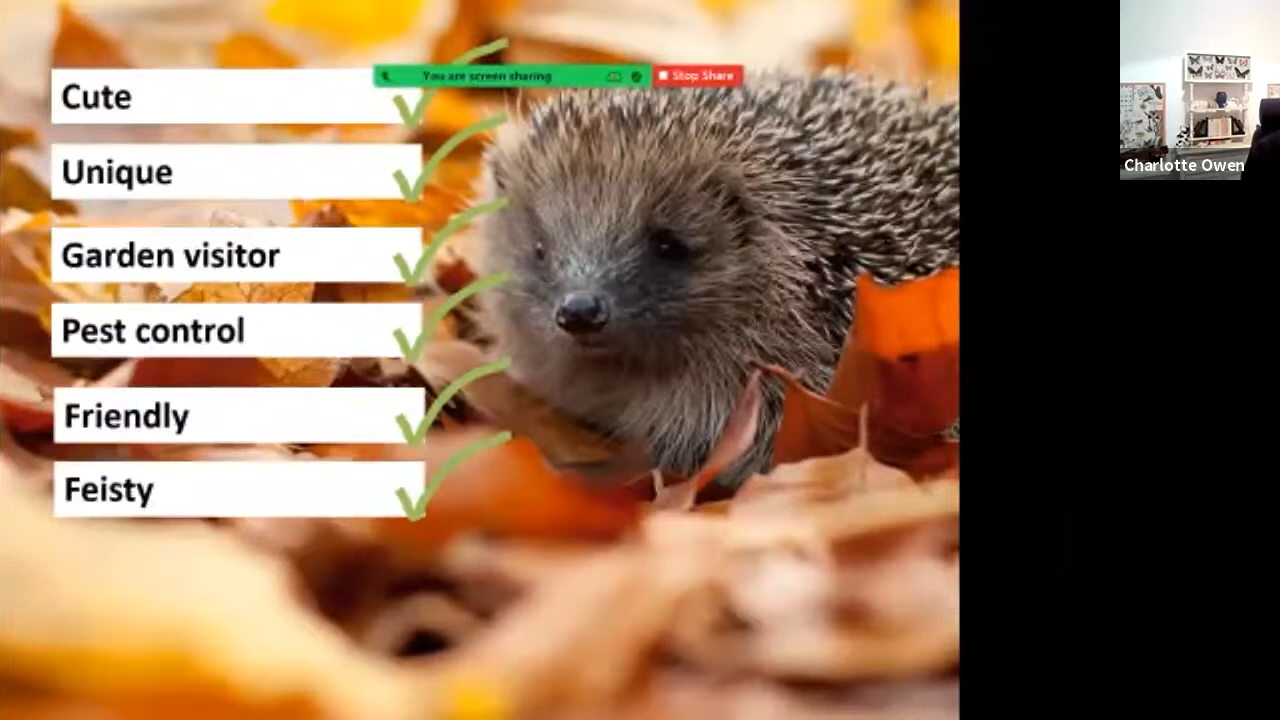 Cute
You are screen sharing
Stop Share
Unique
Garden visitor
Pest control
Friendly
Feisty
Charlotte Owen